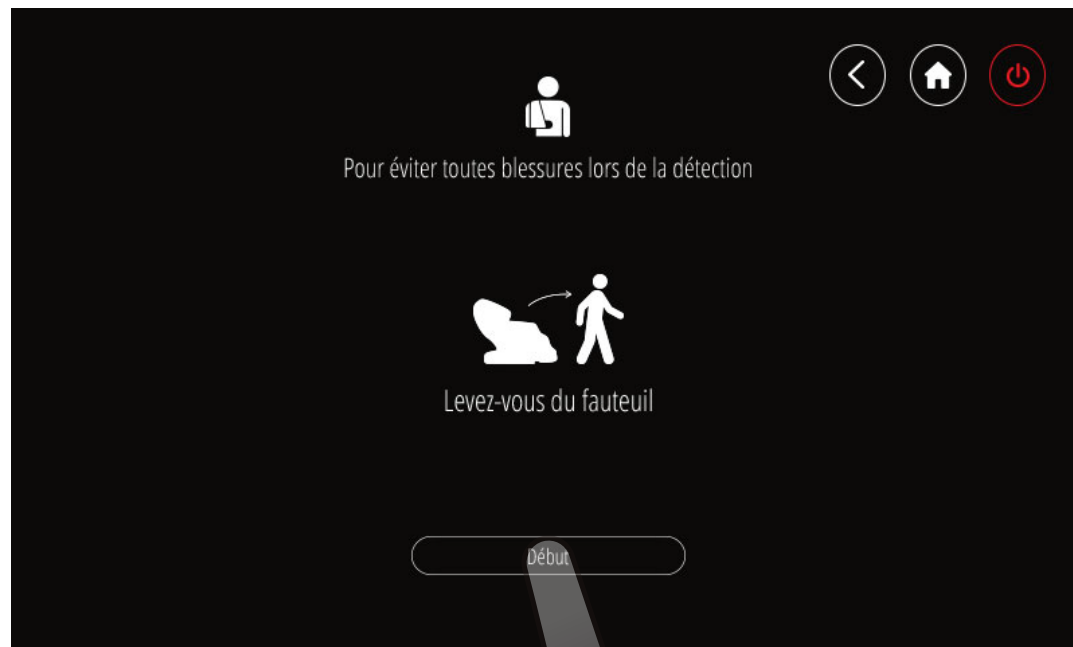 Pour éviter toutes blessures lors de la détection
Levez-vous du fauteuil
Début